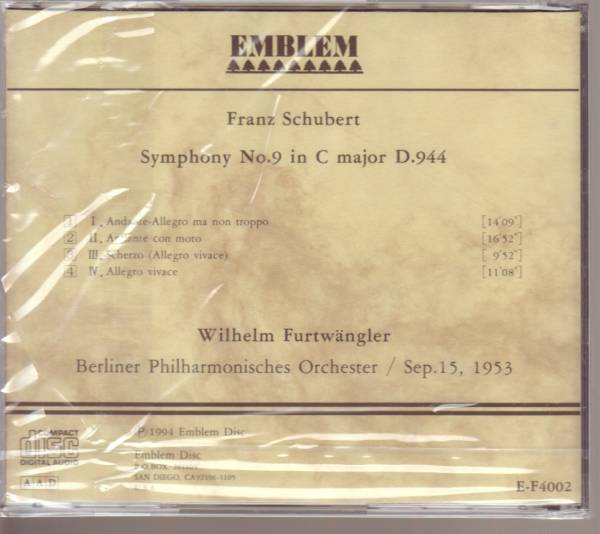 EMBLEM
Franz Schubert
Symphony No.9 in C major D.944
1 I. Andante-Allegro ma non troppo [14'09"]
2 II. Andante con moto [16'52"]
3 III. Scherzo (Allegro vivace) [9'52"]
4 IV. Allegro vivace [11'08"]
Wilhelm Furtwängler
Berliner Philharmonisches Orchester / Sep.15, 1953
COMPACT
disc
DIGITAL AUDIO
AAD
℗ 1994 Emblem Disc
Emblem Disc
P.O.BOX.
SAN DIEGO, CA92196-1105
E-F4002